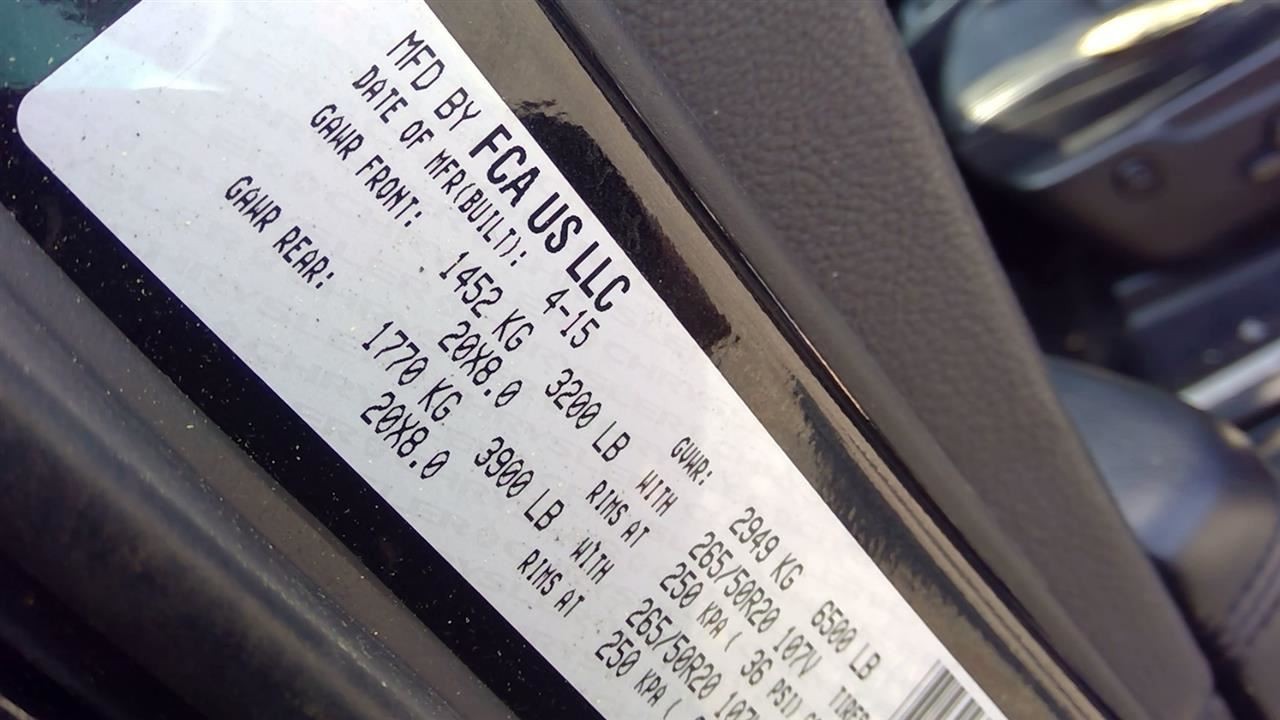 MFD BY FCA US LLC
DATE OF MFR(BUILT): 4-15 GVWR: 2949 KG 6500 LB
GAWR FRONT: 1452 KG 3200 LB WITH 265/50R20 107V TIRES
20X8.0 RIMS AT 250 KPA ( 36 PSI)
GAWR REAR: 1770 KG 3900 LB WITH 265/50R20
20X8.0 RIMS AT 250 KPA (